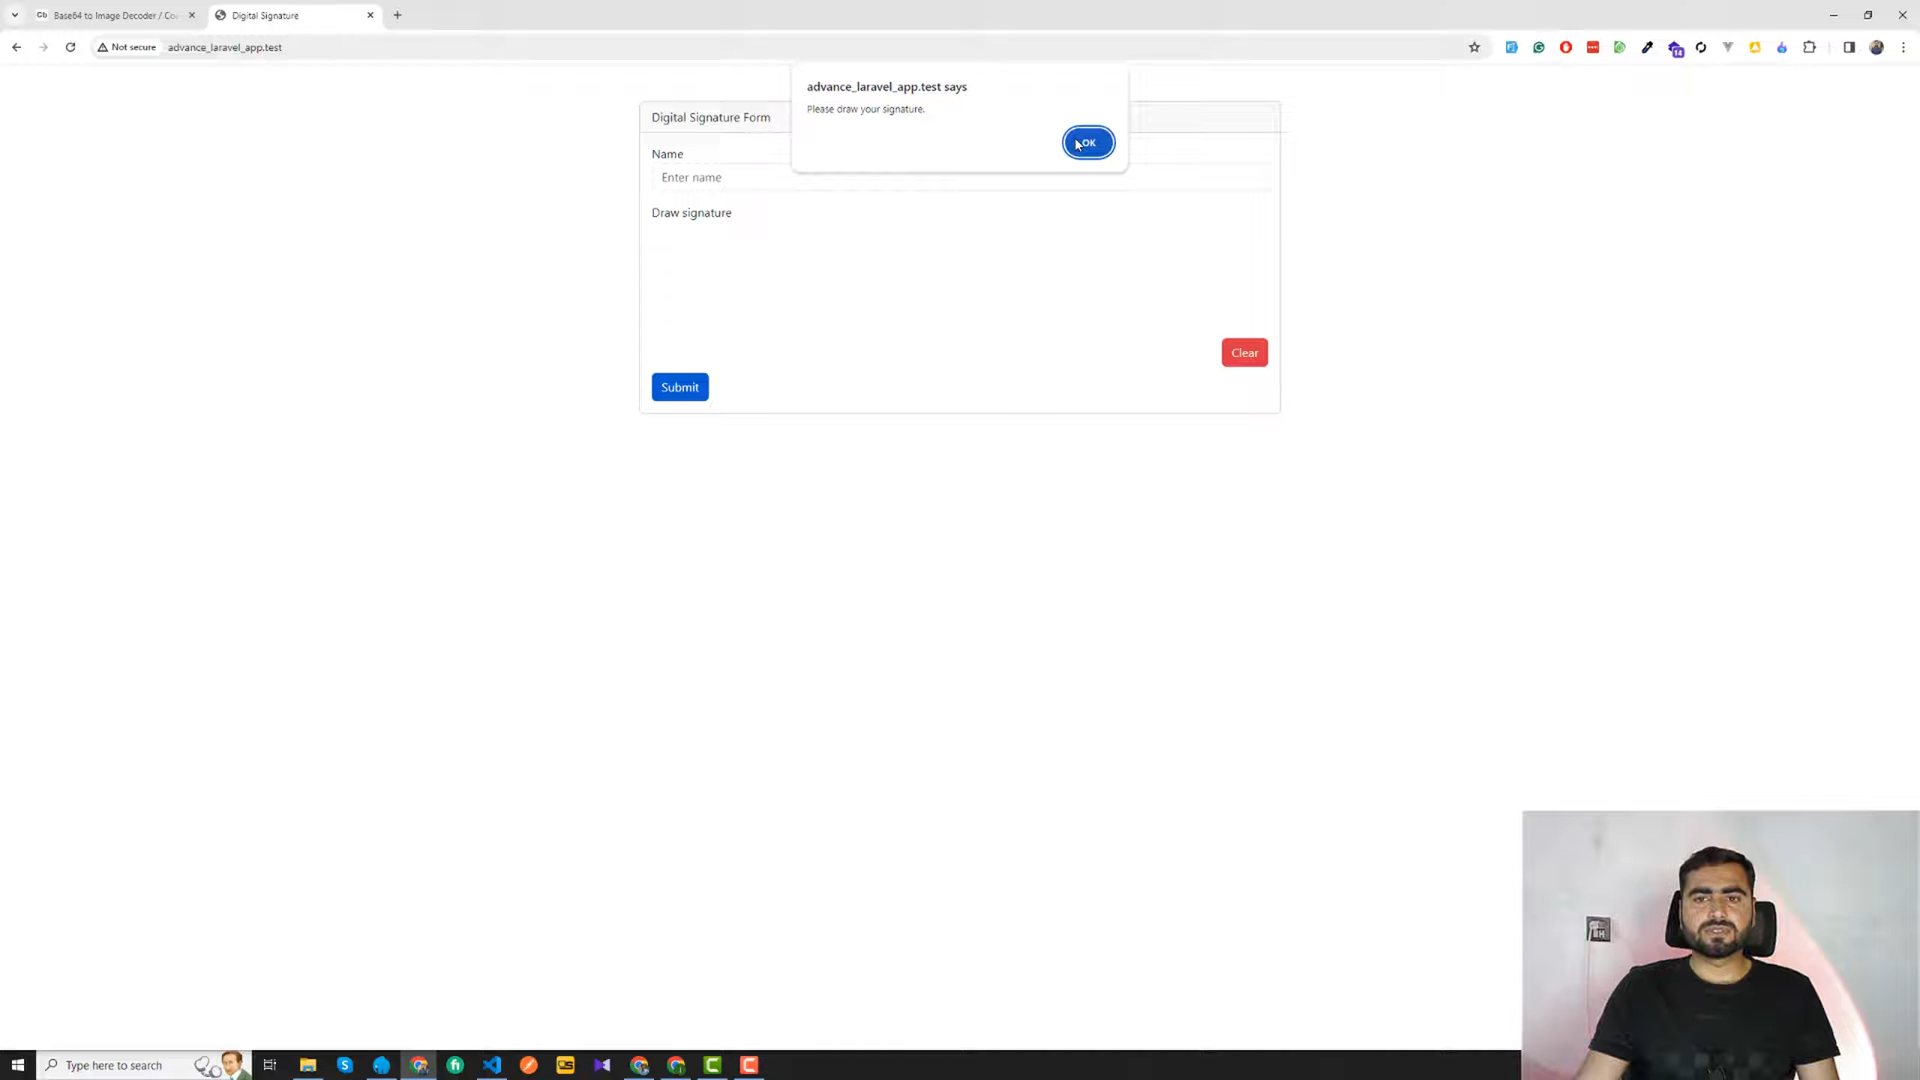 Base64 to Image Decoder / Co
Digital Signature
Not secure
advance_laravel_app.test
14
advance_laravel_app.test says
Please draw your signature.
OK
Digital Signature Form
Name
Enter name
Draw signature
Clear
Submit
Type here to search